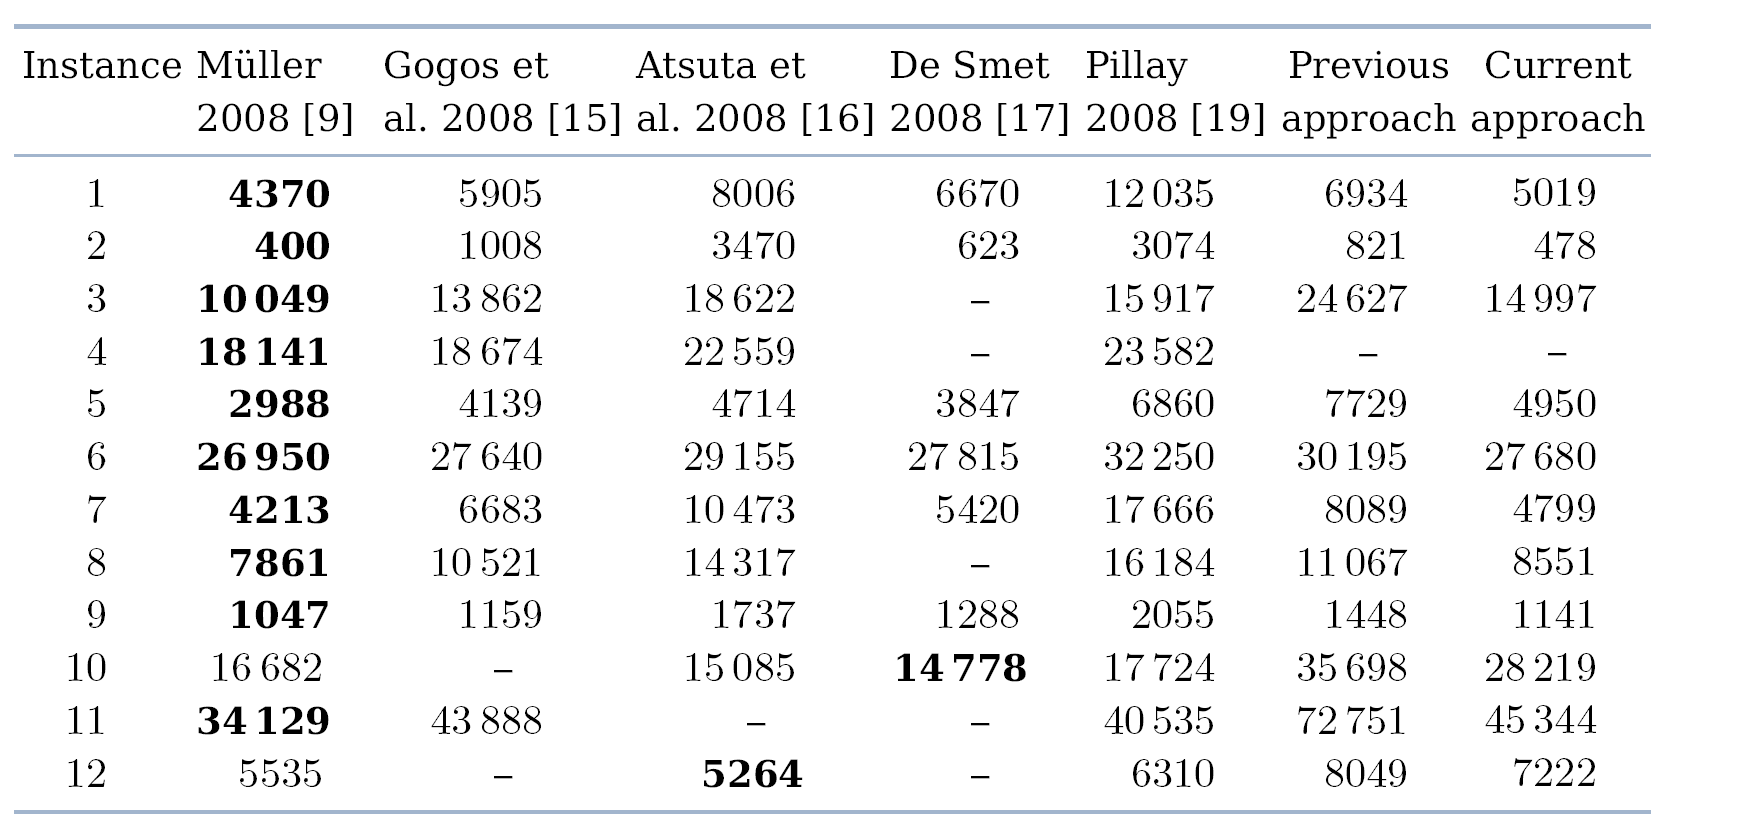 Instance Müller Gogos et Atsuta et De Smet Pillay Previous Current
2008 [9] al. 2008 [15] al. 2008 [16] 2008 [17] 2008 [19] approach approach
1 4370 5905 8006 6670 12 035 6934 5019
2 400 1008 3470 623 3074 821 478
3 10 049 13 862 18 622 – 15 917 24 627 14 997
4 18 141 18 674 22 559 – 23 582 – –
5 2988 4139 4714 3847 6860 7729 4950
6 26 950 27 640 29 155 27 815 32 250 30 195 27 680
7 4213 6683 10 473 5420 17 666 8089 4799
8 7861 10 521 14 317 – 16 184 11 067 8551
9 1047 1159 1737 1288 2055 1448 1141
10 16 682 – 15 085 14 778 17 724 35 698 28 219
11 34 129 43 888 – – 40 535 72 751 45 344
12 5535 – 5264 – 6310 8049 7222